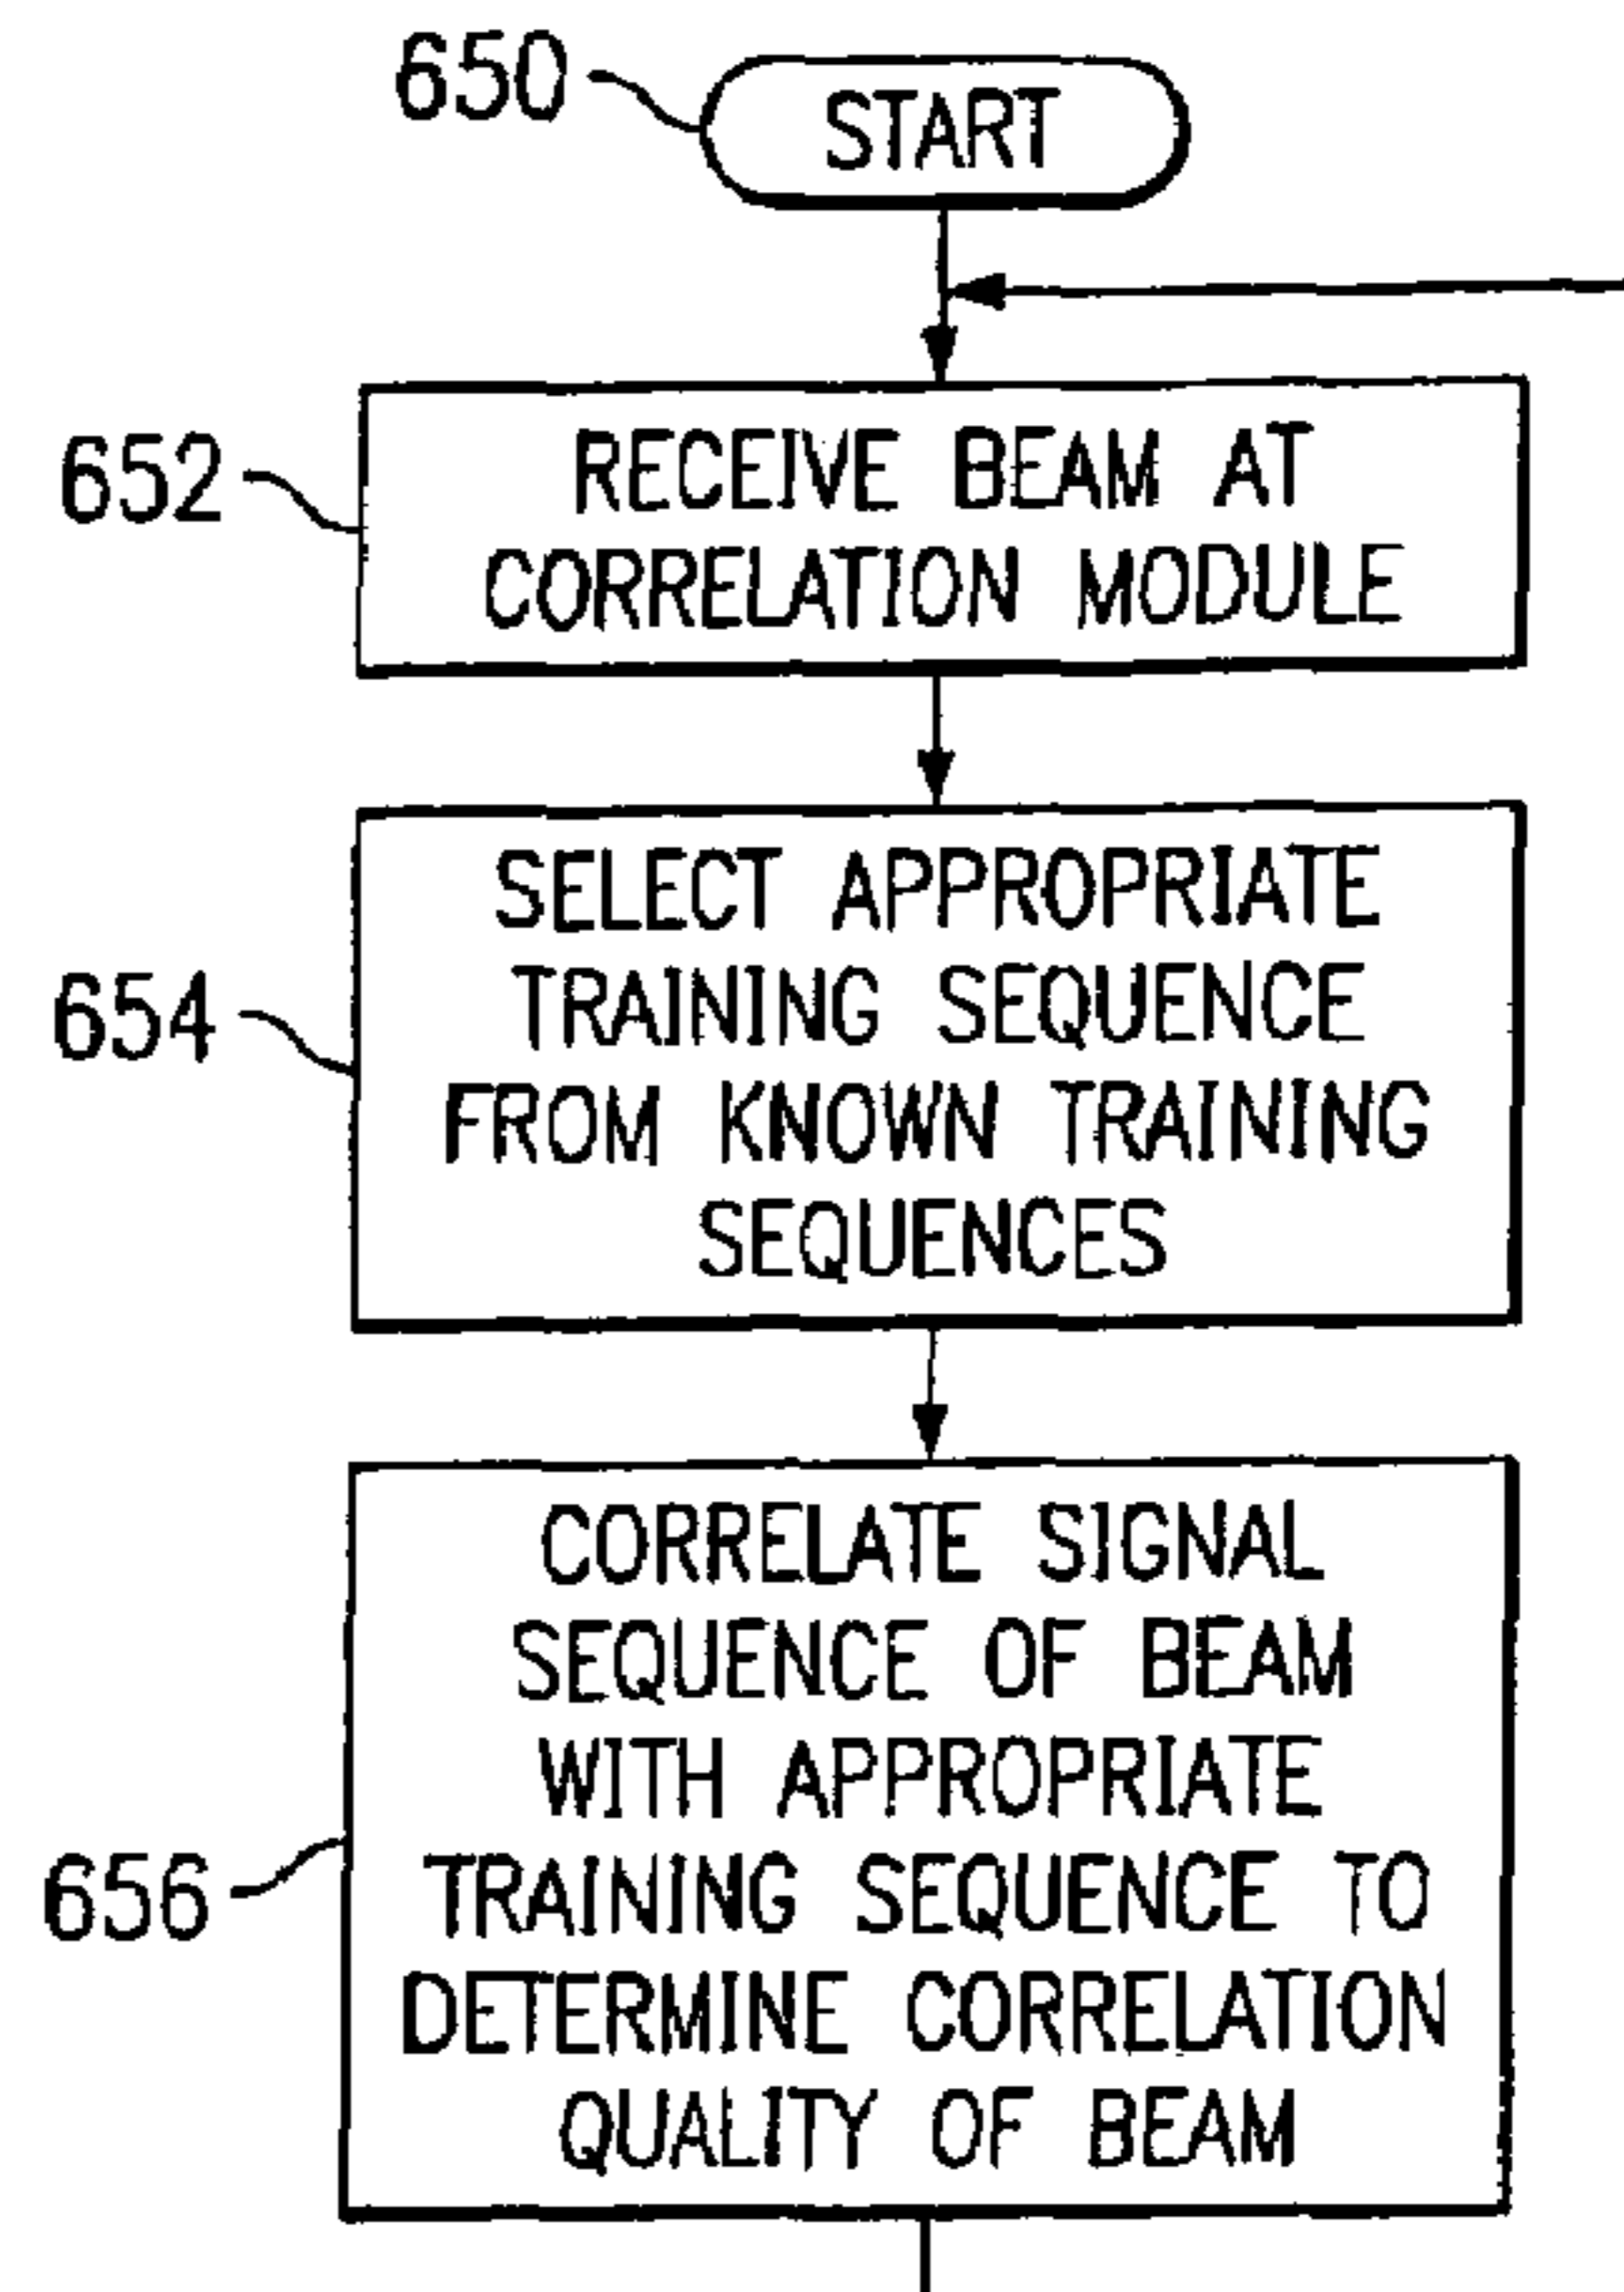 650
START
652
RECEIVE BEAM AT
CORRELATION MODULE
654
SELECT APPROPRIATE
TRAINING SEQUENCE
FROM KNOWN TRAINING
SEQUENCES
656
CORRELATE SIGNAL
SEQUENCE OF BEAM
WITH APPROPRIATE
TRAINING SEQUENCE TO
DETERMINE CORRELATION
QUALITY OF BEAM